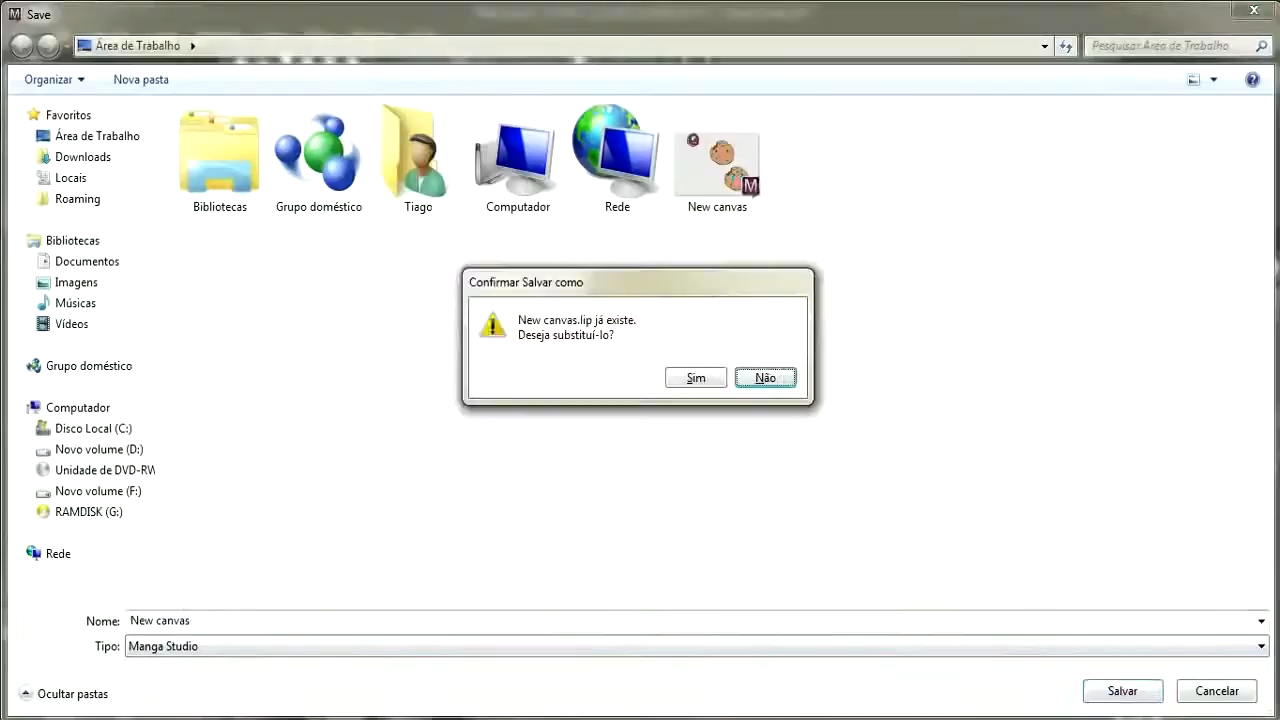 Save
Área de Trabalho
Pesquisar Área de Trabalho
Organizar
Nova pasta
Favoritos
Área de Trabalho
Downloads
Locais
Roaming
Bibliotecas
Documentos
Imagens
Músicas
Vídeos
Grupo doméstico
Computador
Disco Local (C:)
Novo volume (D:)
Unidade de DVD-RW
Novo volume (F:)
RAMDISK (G:)
Rede
Bibliotecas
Grupo doméstico
Tiago
Computador
Rede
New canvas
Confirmar Salvar como
New canvas.lip já existe.
Deseja substituí-lo?
Sim
Não
Nome: New canvas
Tipo: Manga Studio
Ocultar pastas
Salvar
Cancelar